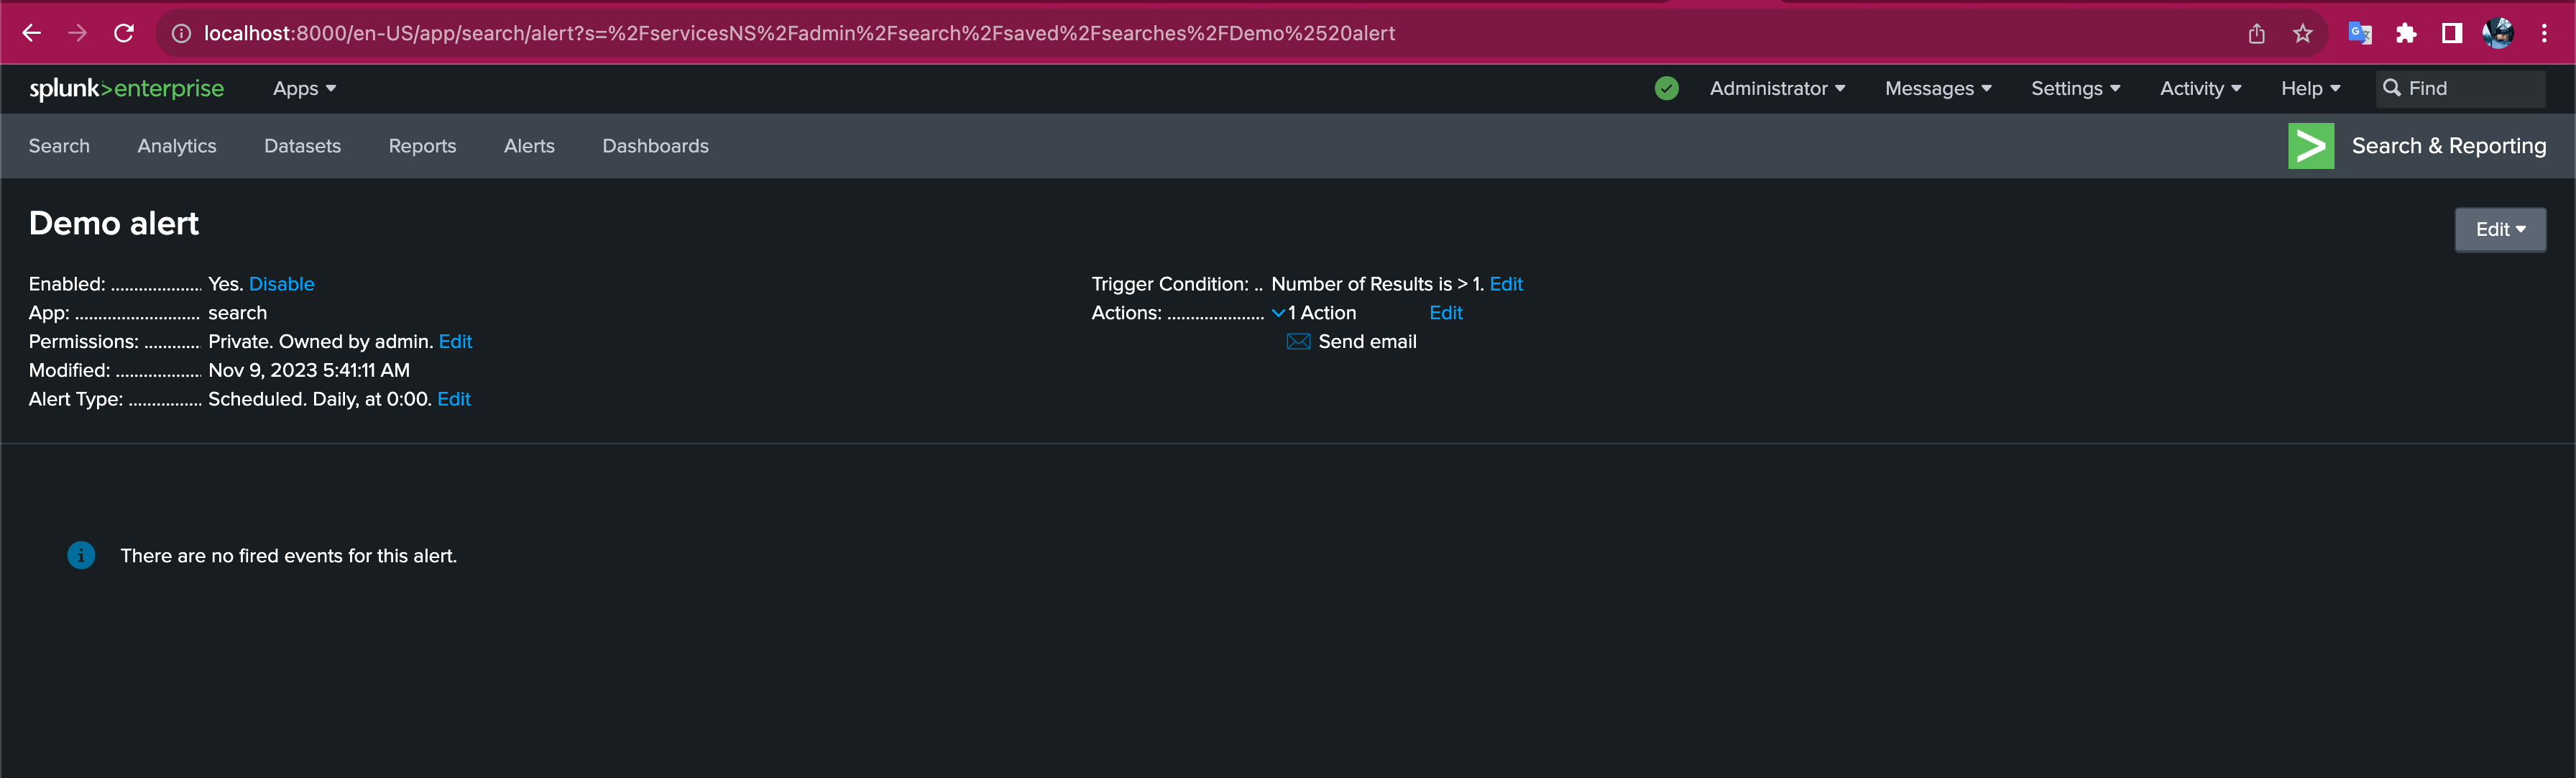 localhost:8000/en-US/app/search/alert?s=%2FservicesNS%2Fadmin%2Fsearch%2Fsaved%2Fsearches%2FDemo%2520alert
splunk>enterprise Apps Administrator Messages Settings Activity Help Find
Search Analytics Datasets Reports Alerts Dashboards Search & Reporting
Demo alert
Edit
Enabled: ................... Yes. Disable
App: .......................... search
Permissions: ............ Private. Owned by admin. Edit
Modified: .................. Nov 9, 2023 5:41:11 AM
Alert Type: ............... Scheduled. Daily, at 0:00. Edit
Trigger Condition: .. Number of Results is > 1. Edit
Actions: .................... 1 Action Edit
Send email
There are no fired events for this alert.